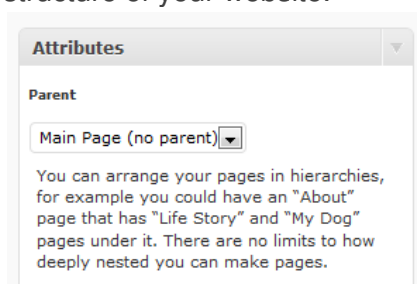 structure of your website.
Attributes
Parent
Main Page (no parent)
You can arrange your pages in hierarchies,
for example you could have an “About”
page that has “Life Story” and “My Dog”
pages under it. There are no limits to how
deeply nested you can make pages.